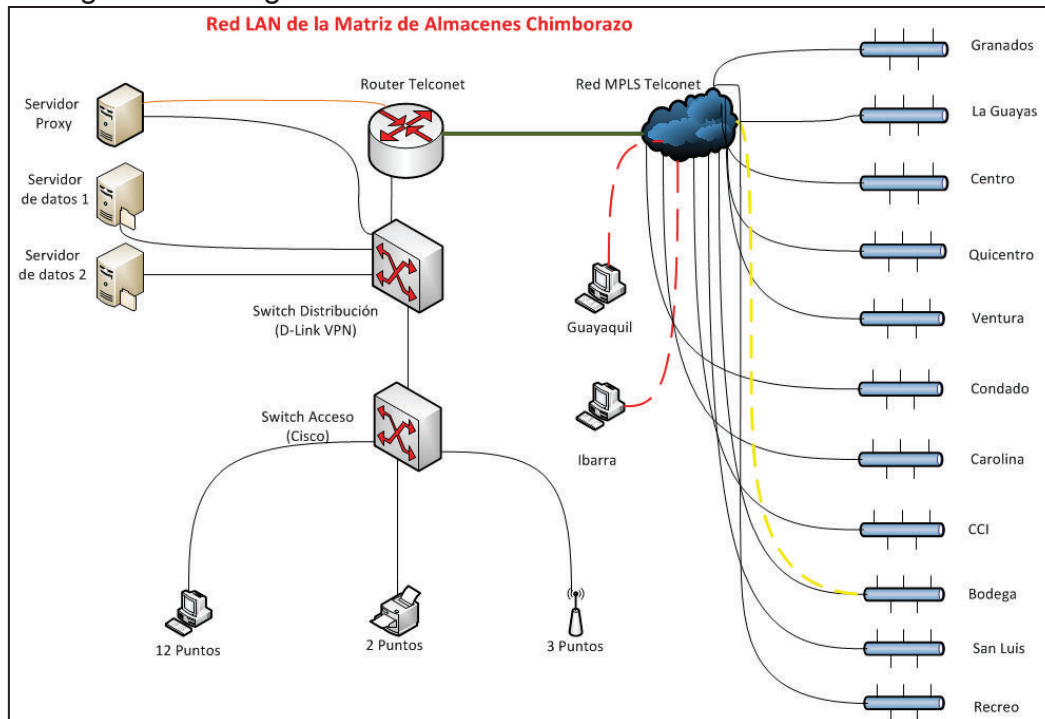 Red LAN de la Matriz de Almacenes Chimborazo
Servidor
Proxy
Router Telconet
Red MPLS Telconet
Servidor
de datos 1
Servidor
de datos 2
Switch Distribución
(D-Link VPN)
Switch Acceso
(Cisco)
12 Puntos
2 Puntos
3 Puntos
Guayaquil
Ibarra
Granados
La Guayas
Centro
Quicentro
Ventura
Condado
Carolina
CCI
Bodega
San Luis
Recreo